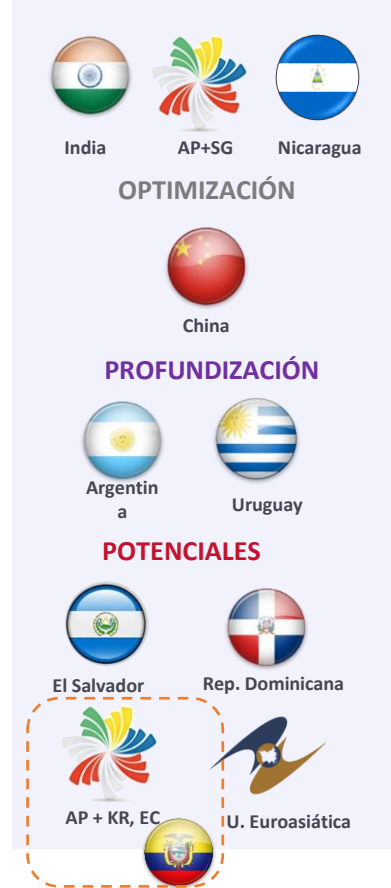 India AP+SG Nicaragua
OPTIMIZACIÓN
China
PROFUNDIZACIÓN
Argentin
a
Uruguay
POTENCIALES
El Salvador Rep. Dominicana
AP + KR, EC U. Euroasiática